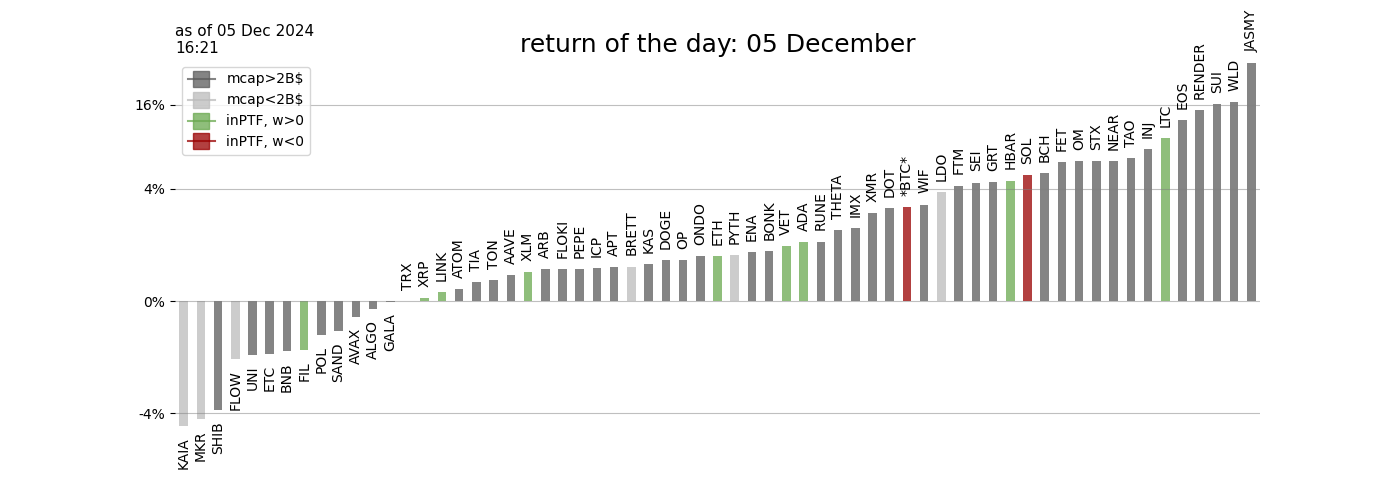 as of 05 Dec 2024
16:21
return of the day: 05 December
mcap>2B$
mcap<2B$
inPTF, w>0
inPTF, w<0
16%
4%
0%
-4%
KAIA
MKR
SHIB
FLOW
UNI
ETC
BNB
FIL
POL
SAND
AVAX
ALGO
GALA
TRX
XRP
LINK
ATOM
TIA
TON
AAVE
XLM
ARB
FLOKI
PEPE
ICP
APT
BRETT
KAS
DOGE
OP
ONDO
ETH
PYTH
ENA
BONK
VET
ADA
RUNE
THETA
IMX
XMR
DOT
*BTC*
WIF
LDO
FTM
SEI
GRT
HBAR
SOL
BCH
FET
OM
STX
NEAR
TAO
INJ
LTC
EOS
RENDER
SUI
WLD
JASMY